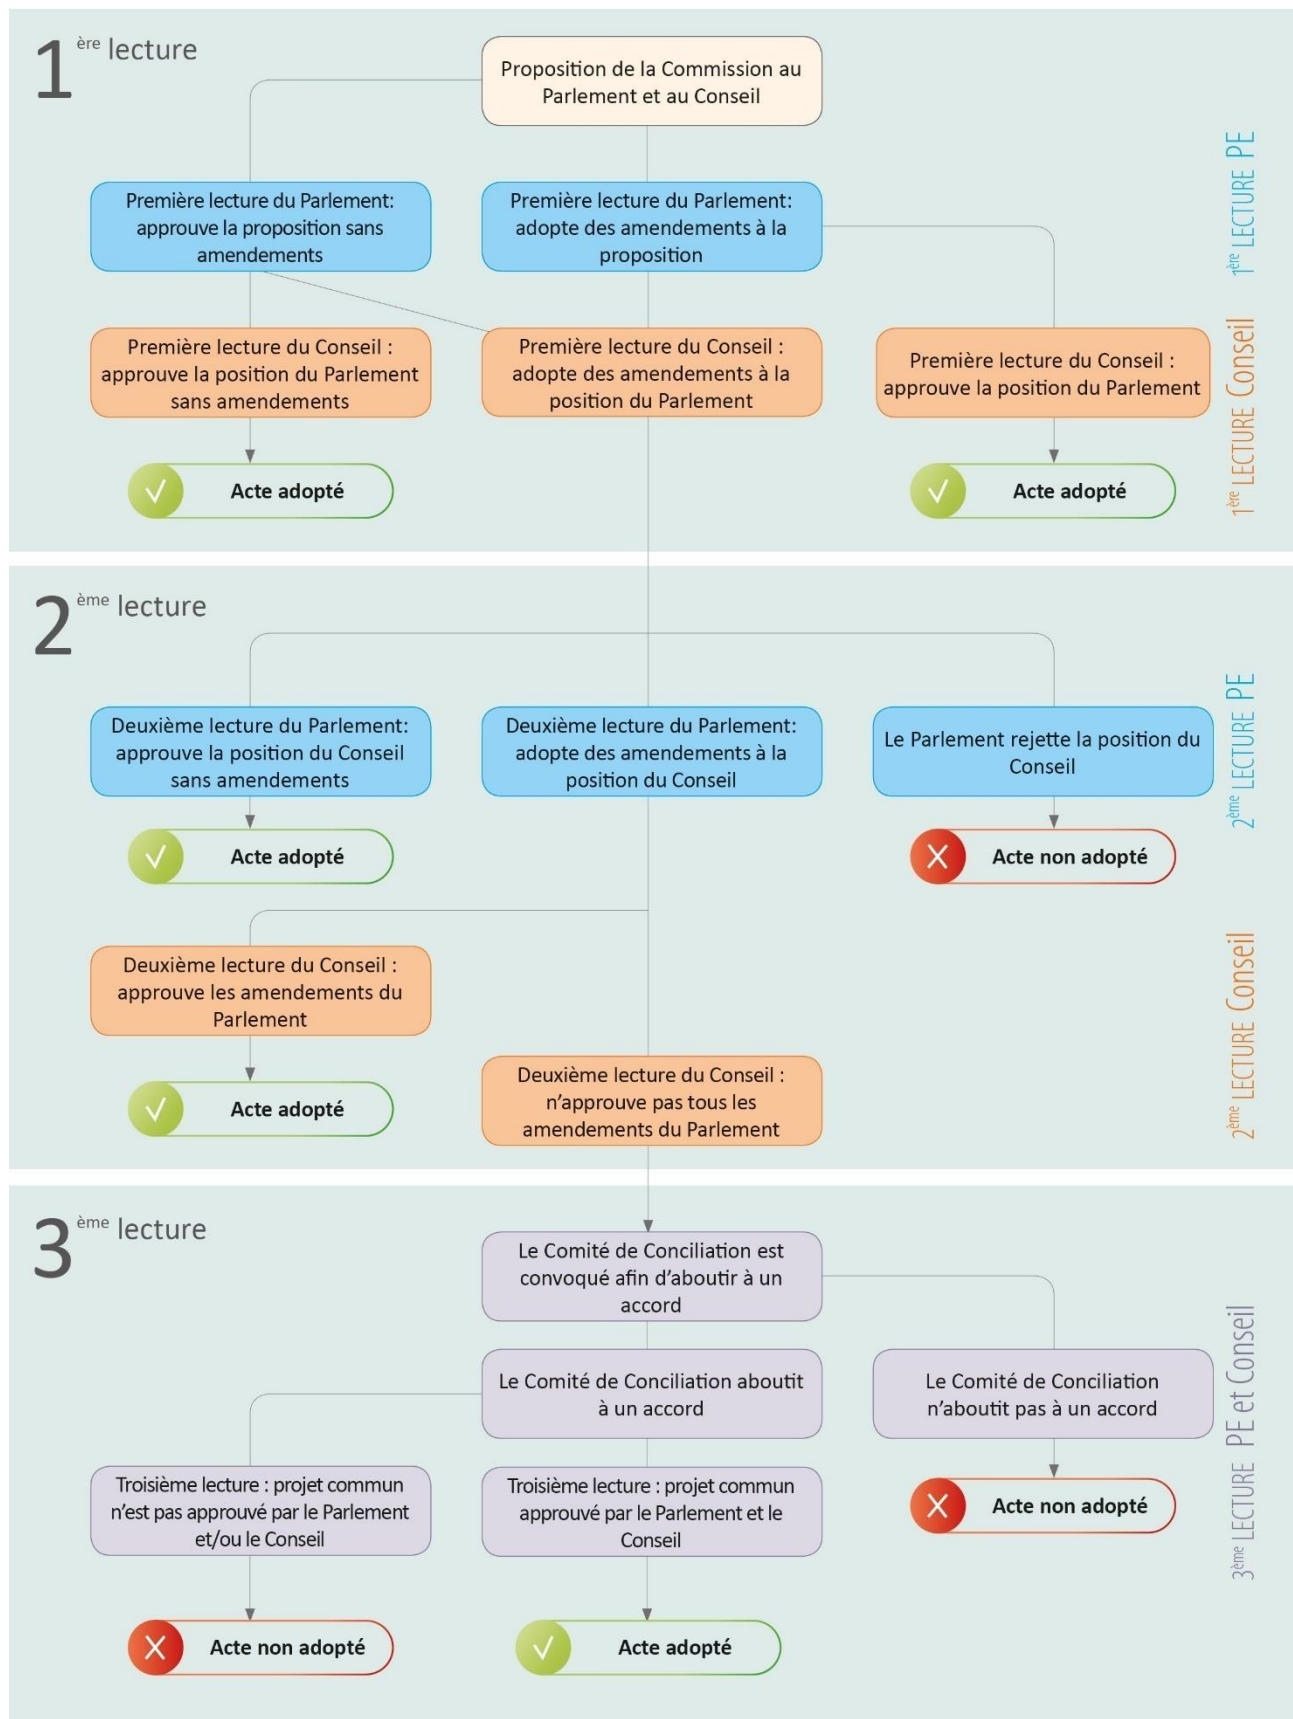 1ère lecture
Proposition de la Commission au
Parlement et au Conseil
Première lecture du Parlement:
approuve la proposition sans
amendements
Première lecture du Parlement:
adopte des amendements à la
proposition
1ère LECTURE PE
Première lecture du Conseil :
approuve la position du Parlement
sans amendements
Première lecture du Conseil :
adopte des amendements à la
position du Parlement
Première lecture du Conseil :
approuve la position du Parlement
1ère LECTURE Conseil
Acte adopté
Acte adopté
2ème lecture
Deuxième lecture du Parlement:
approuve la position du Conseil
sans amendements
Deuxième lecture du Parlement:
adopte des amendements à la
position du Conseil
Le Parlement rejette la position du
Conseil
2ème LECTURE PE
Acte adopté
Acte non adopté
Deuxième lecture du Conseil :
approuve les amendements du
Parlement
2ème LECTURE Conseil
Acte adopté
Deuxième lecture du Conseil :
n’approuve pas tous les
amendements du Parlement
3ème lecture
Le Comité de Conciliation est
convoqué afin d’aboutir à un
accord
Le Comité de Conciliation aboutit
à un accord
Le Comité de Conciliation
n’aboutit pas à un accord
3ème LECTURE PE et Conseil
Troisième lecture : projet commun
n’est pas approuvé par le Parlement
et/ou le Conseil
Troisième lecture : projet commun
approuvé par le Parlement et le
Conseil
Acte non adopté
Acte non adopté
Acte adopté